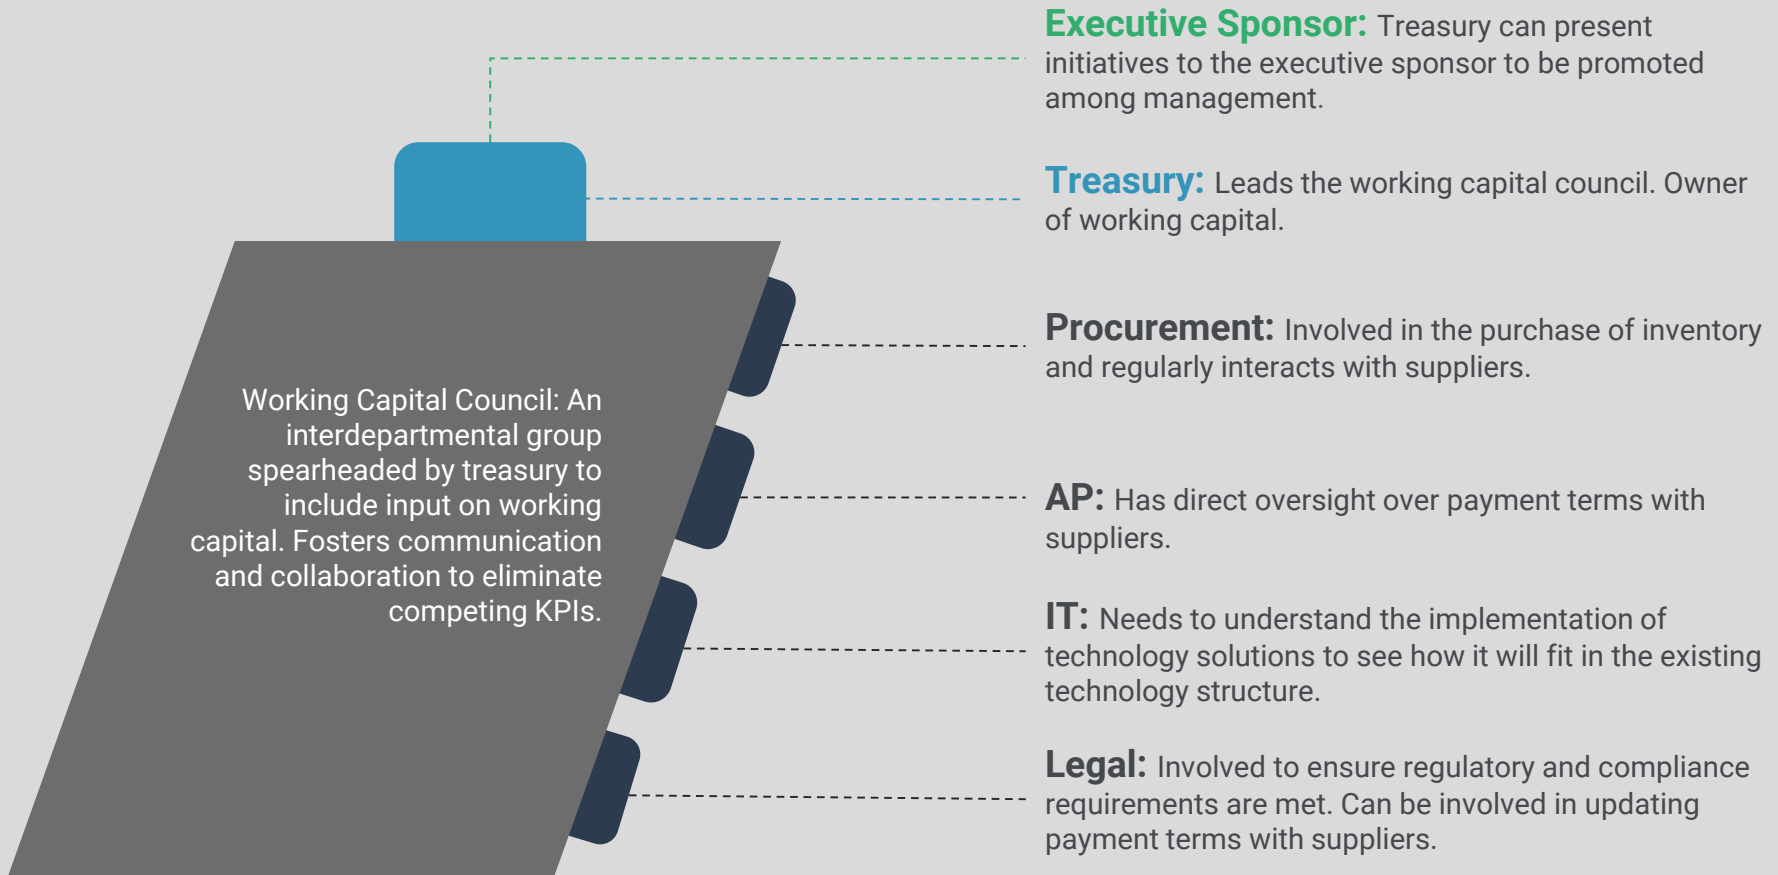 Executive Sponsor: Treasury can present
initiatives to the executive sponsor to be promoted
among management.
Treasury: Leads the working capital council. Owner
of working capital.
Procurement: Involved in the purchase of inventory
and regularly interacts with suppliers.
Working Capital Council: An
interdepartmental group
spearheaded by treasury to
include input on working
capital. Fosters communication
and collaboration to eliminate
competing KPIs.
AP: Has direct oversight over payment terms with
suppliers.
IT: Needs to understand the implementation of
technology solutions to see how it will fit in the existing
technology structure.
Legal: Involved to ensure regulatory and compliance
requirements are met. Can be involved in updating
payment terms with suppliers.